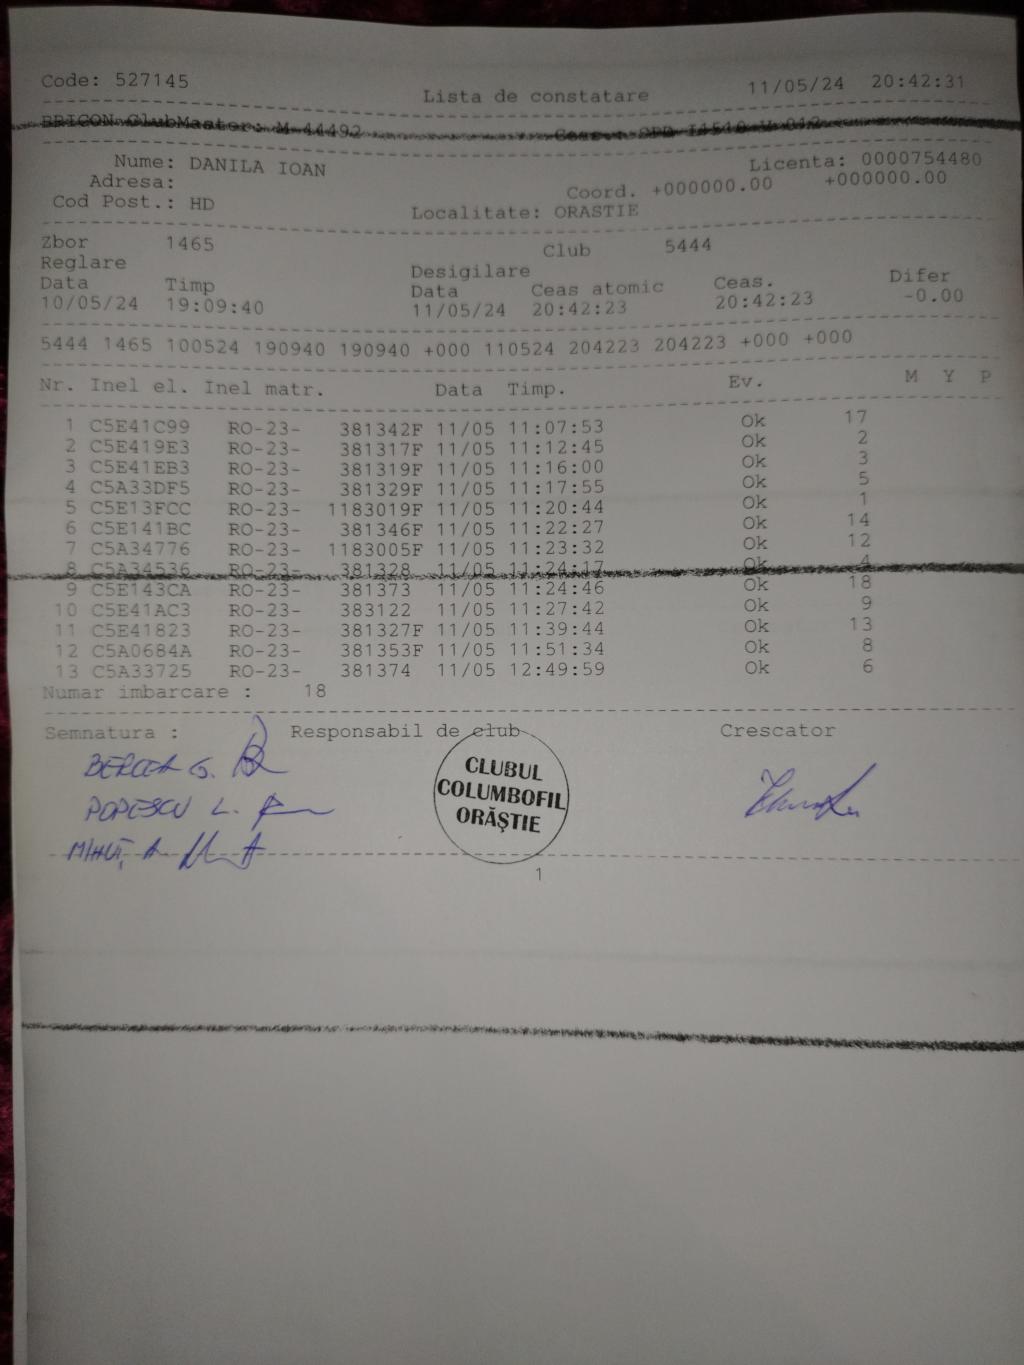 Code: 527145 Lista de constatare 11/05/24 20:42:31
BRICON ClubMaster: M 44492
Nume: DANILA IOAN Licenta: 0000754480
Adresa: Coord. +000000.00 +000000.00
Cod Post.: HD Localitate: ORASTIE
Zbor 1465 Club 5444
Reglare Desigilare
Data Timp Data Ceas atomic Ceas. Difer
10/05/24 19:09:40 11/05/24 20:42:23 20:42:23 -0.00
5444 1465 100524 190940 190940 +000 110524 204223 204223 +000 +000
Nr. Inel el. Inel matr. Data Timp. Ev. M Y P
1 C5E41C99 RO-23- 381342F 11/05 11:07:53 Ok 17
2 C5E419E3 RO-23- 381317F 11/05 11:12:45 Ok 2
3 C5E41EB3 RO-23- 381319F 11/05 11:16:00 Ok 3
4 C5A33DF5 RO-23- 381329F 11/05 11:17:55 Ok 5
5 C5E13FCC RO-23- 1183019F 11/05 11:20:44 Ok 1
6 C5E141BC RO-23- 381346F 11/05 11:22:27 Ok 14
7 C5A34776 RO-23- 1183005F 11/05 11:23:32 Ok 12
8 C5A34536 RO-23- 381328 11/05 11:24:17 Ok 4
9 C5E143CA RO-23- 381373 11/05 11:24:46 Ok 18
10 C5E41AC3 RO-23- 383122 11/05 11:27:42 Ok 9
11 C5E41823 RO-23- 381327F 11/05 11:39:44 Ok 13
12 C5A0684A RO-23- 381353F 11/05 11:51:34 Ok 8
13 C5A33725 RO-23- 381374 11/05 12:49:59 Ok 6
Numar imbarcare : 18
Semnatura : Responsabil de club Crescator
BERCEA G.
POPESCU L.
MIHUȚ A
CLUBUL
COLUMBOFIL
ORĂŞTIE
1